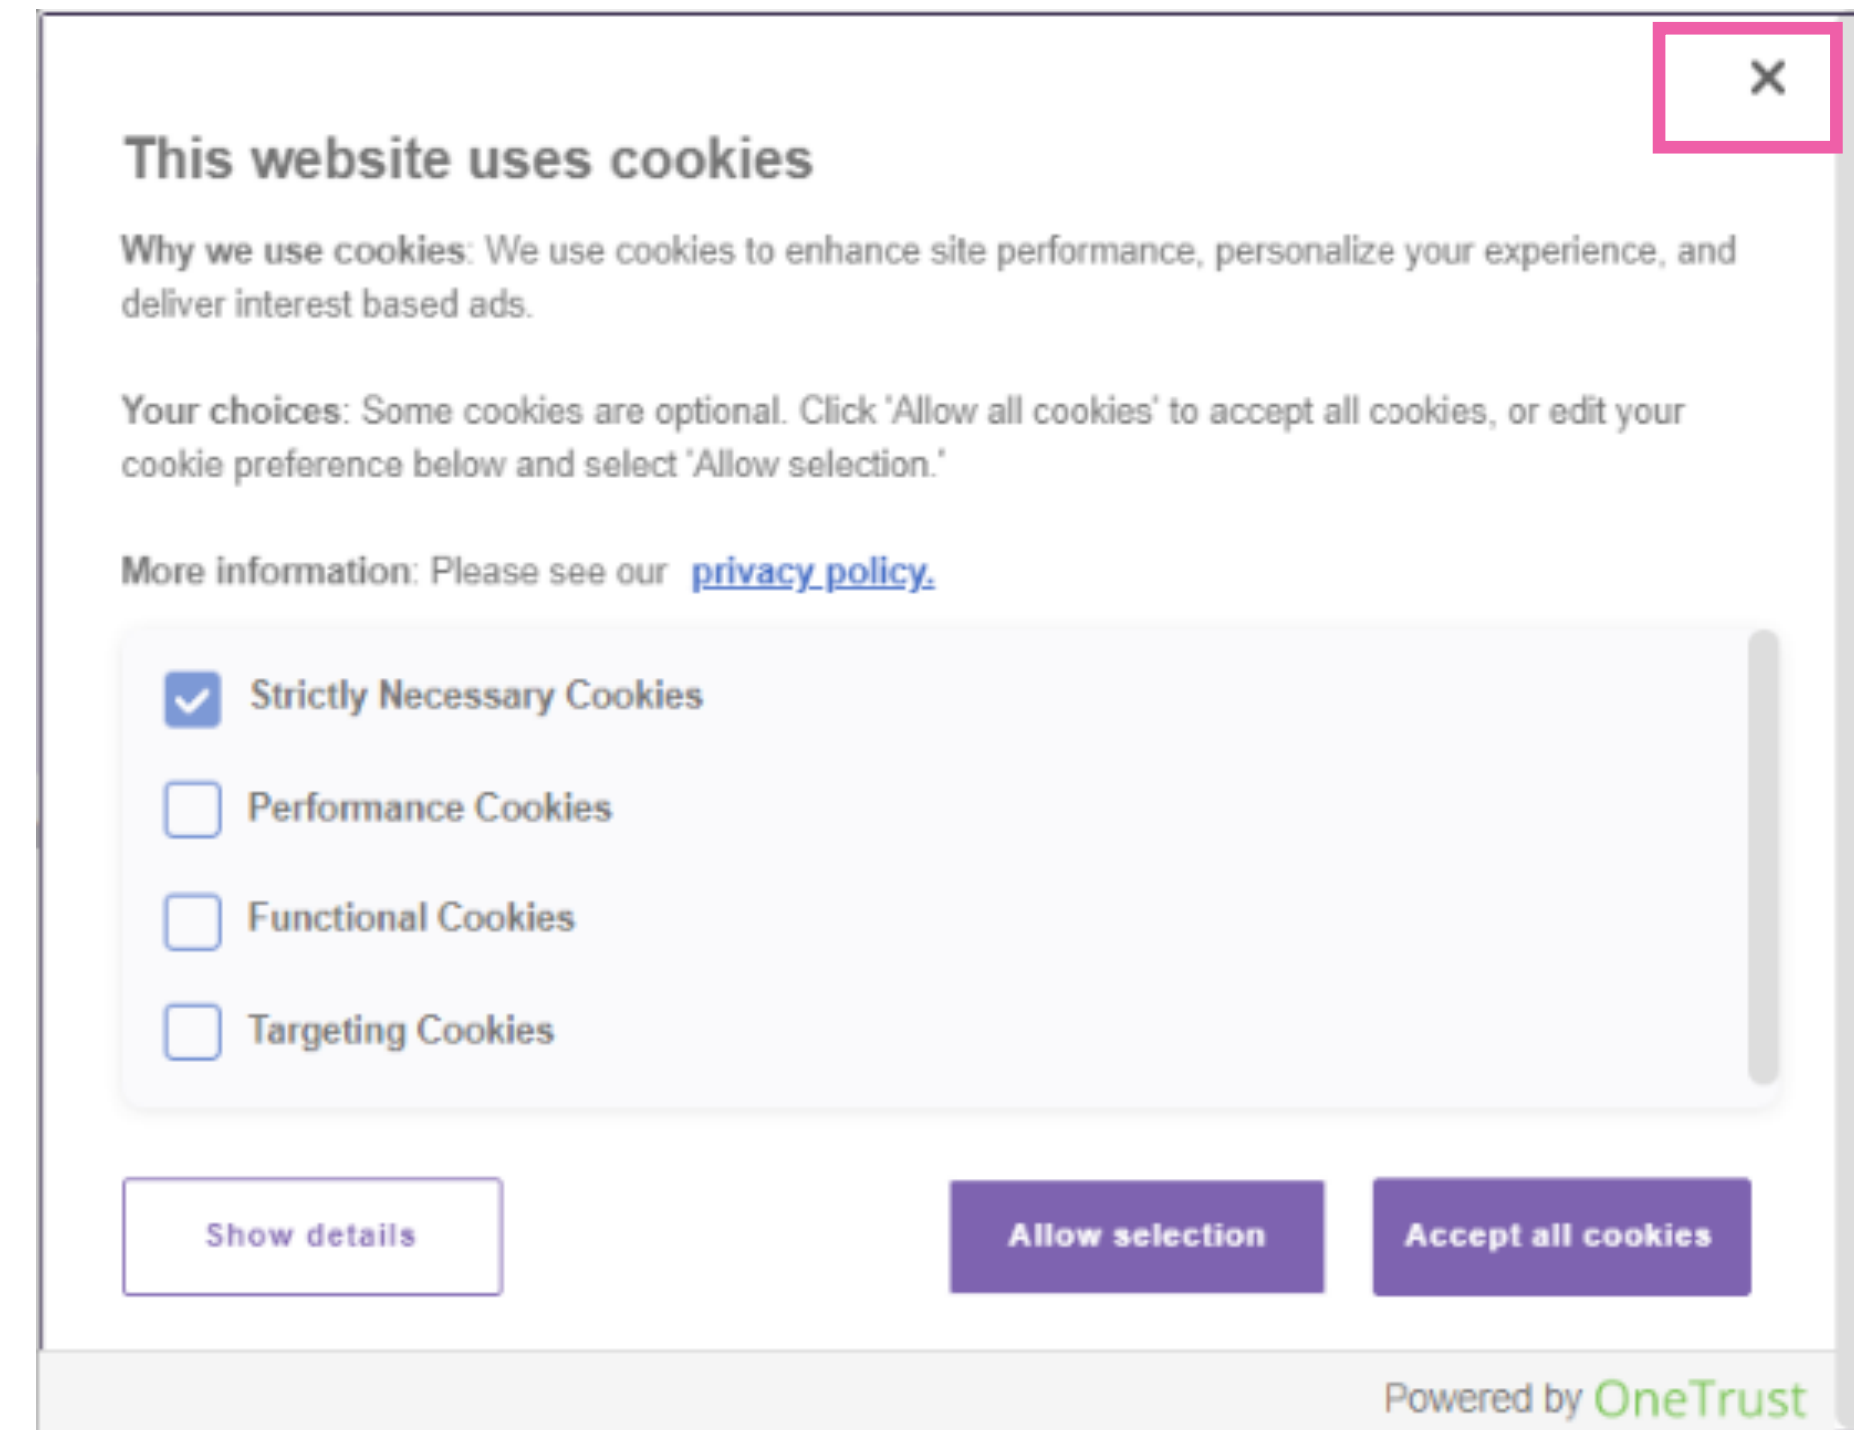 This website uses cookies
Why we use cookies: We use cookies to enhance site performance, personalize your experience, and
deliver interest based ads.
Your choices: Some cookies are optional. Click 'Allow all cookies' to accept all cookies, or edit your
cookie preference below and select 'Allow selection.'
More information: Please see our privacy policy.
Strictly Necessary Cookies
Performance Cookies
Functional Cookies
Targeting Cookies
Show details
Allow selection
Accept all cookies
Powered by OneTrust